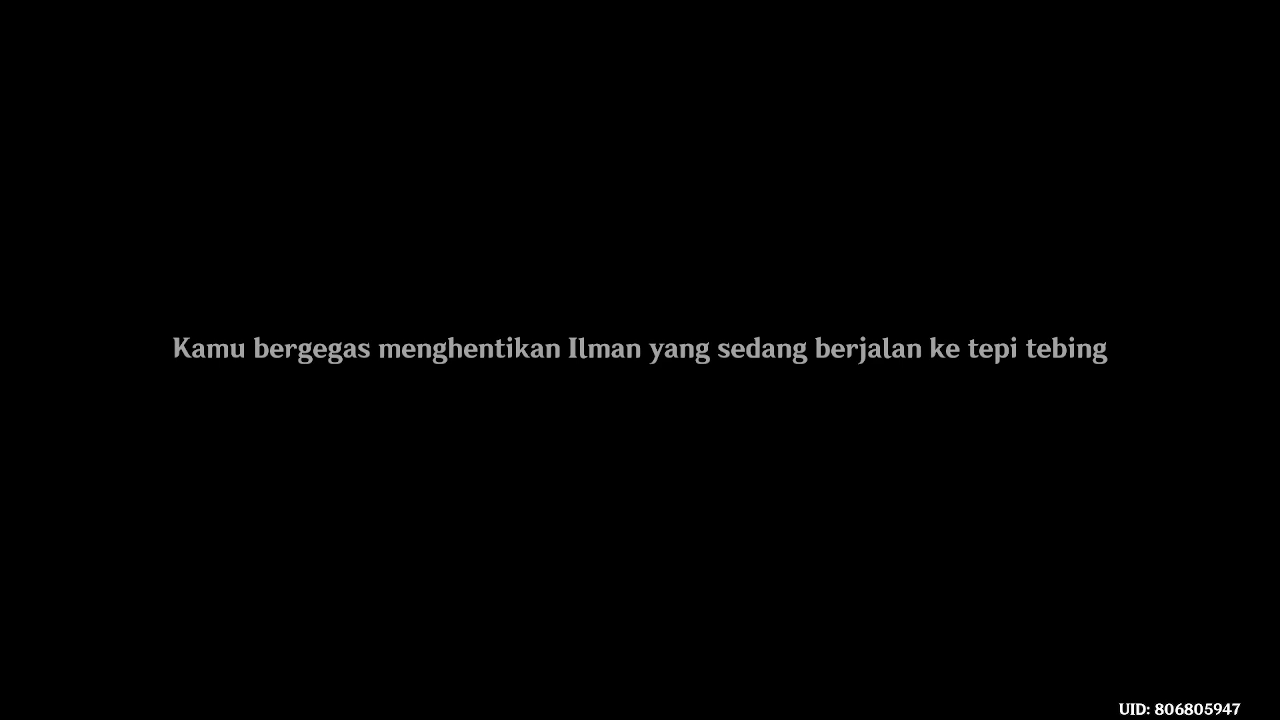 Kamu bergegas menghentikan Ilman yang sedang berjalan ke tepi tebing
UID: 806805947